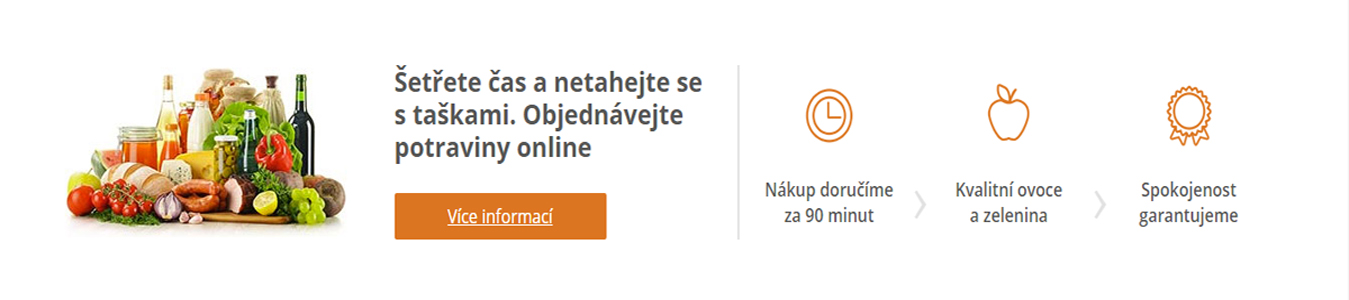 Šetřete čas a netahejte se
s taškami. Objednávejte
potraviny online
Více informací
Nákup doručíme
za 90 minut
Kvalitní ovoce
a zelenina
Spokojenost
garantujeme